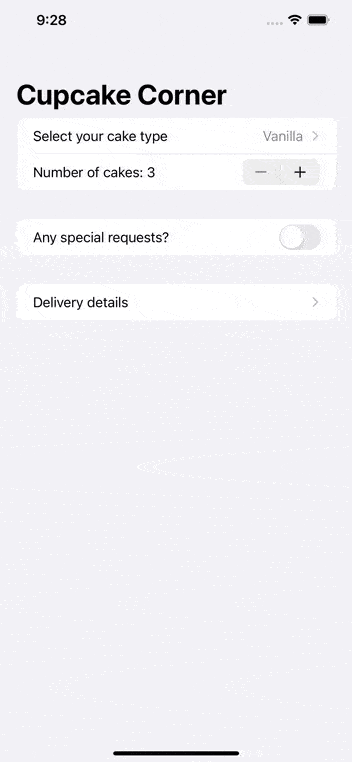 9:28
Cupcake Corner
Select your cake type Vanilla
Number of cakes: 3
Any special requests?
Delivery details